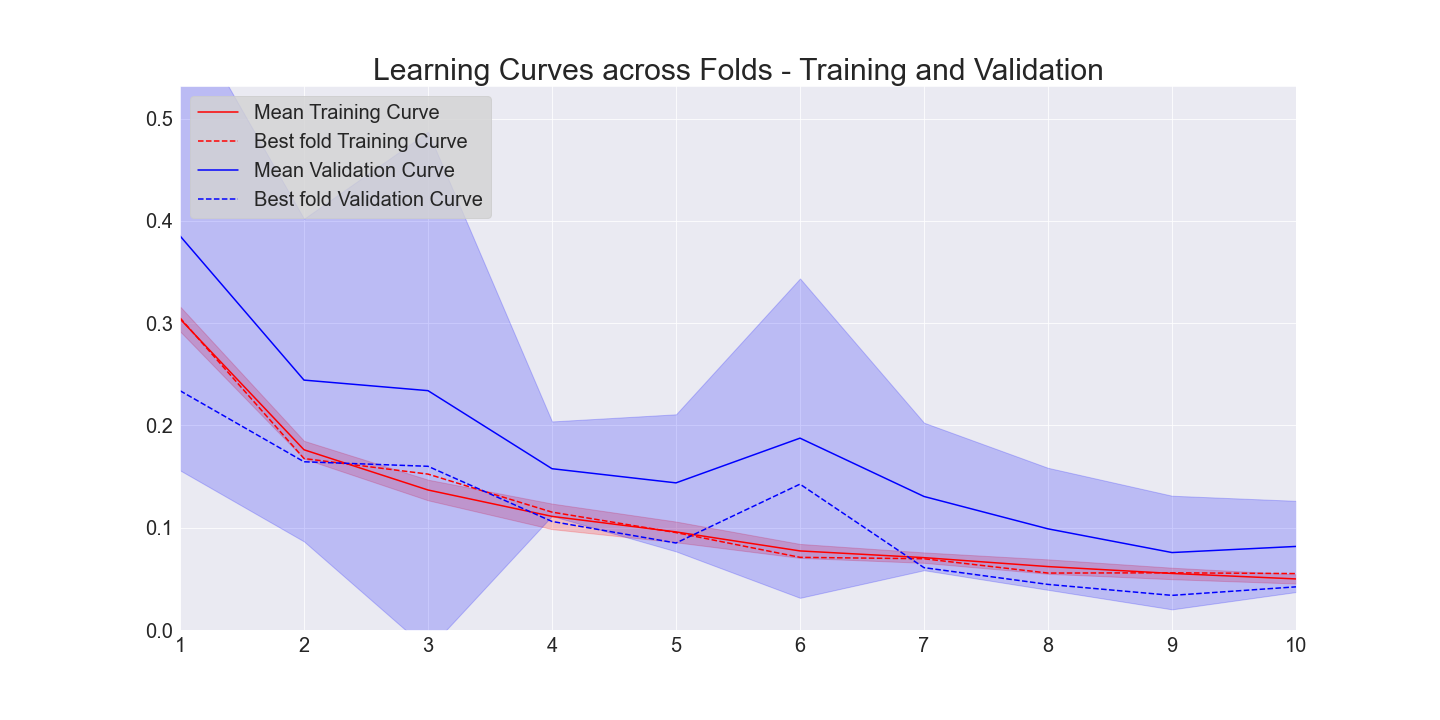 Learning Curves across Folds - Training and Validation
Mean Training Curve
Best fold Training Curve
Mean Validation Curve
Best fold Validation Curve
0.5
0.4
0.3
0.2
0.1
0.0
1 2 3 4 5 6 7 8 9 10